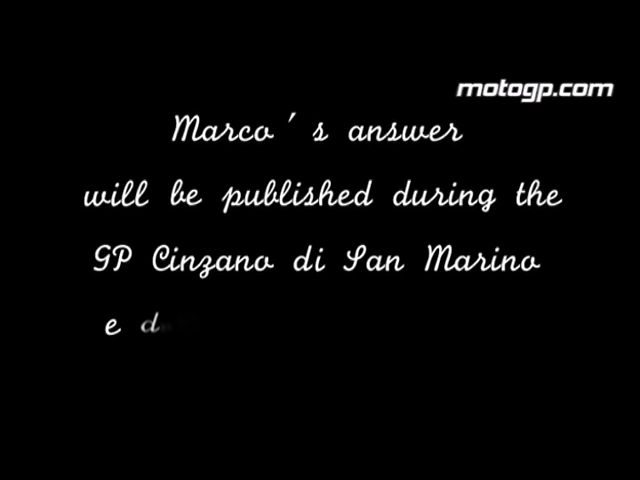 motogp.com
Marco's answer
will be published during the
GP Cinzano di San Marino
e